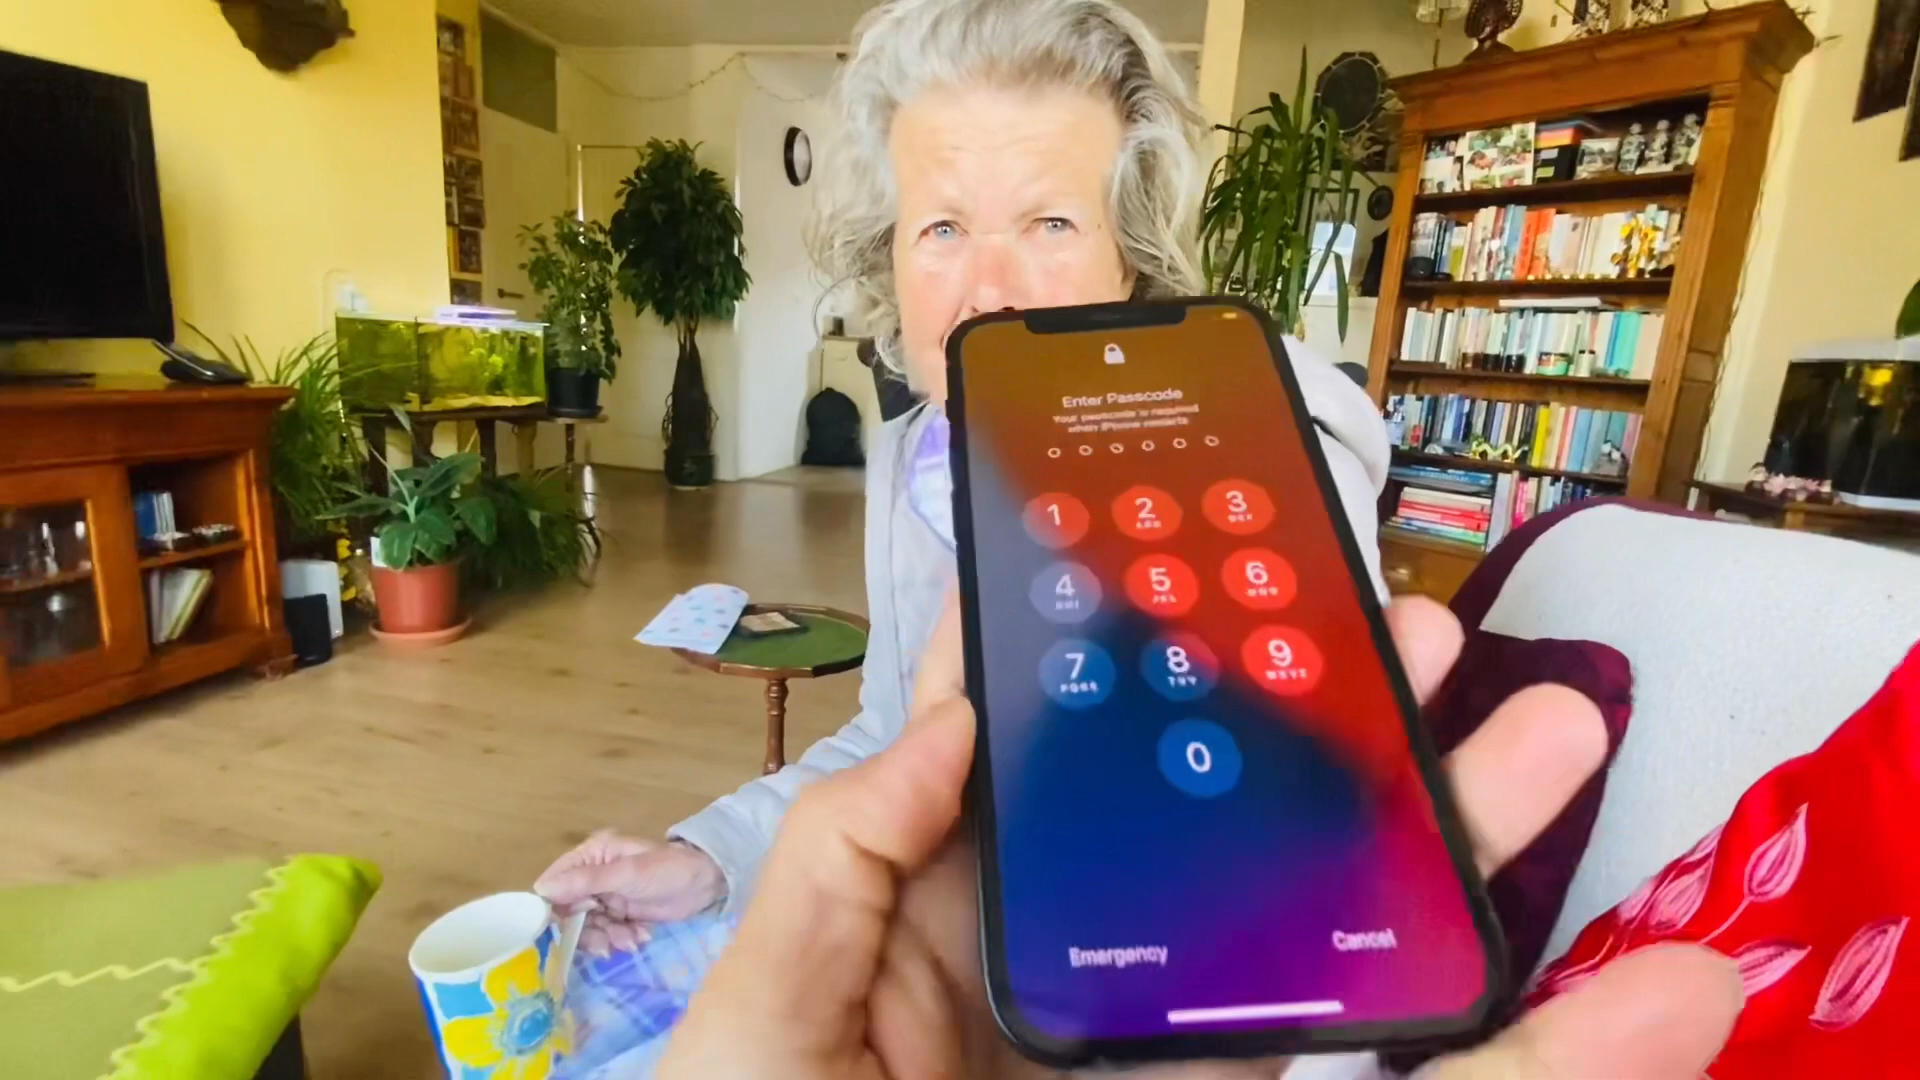 Enter Passcode
Your passcode is required
when iPhone restarts
1
2
ABC
3
DEF
4
GHI
5
JKL
6
MNO
7
PQRS
8
TUV
9
WXYZ
0
Emergency
Cancel